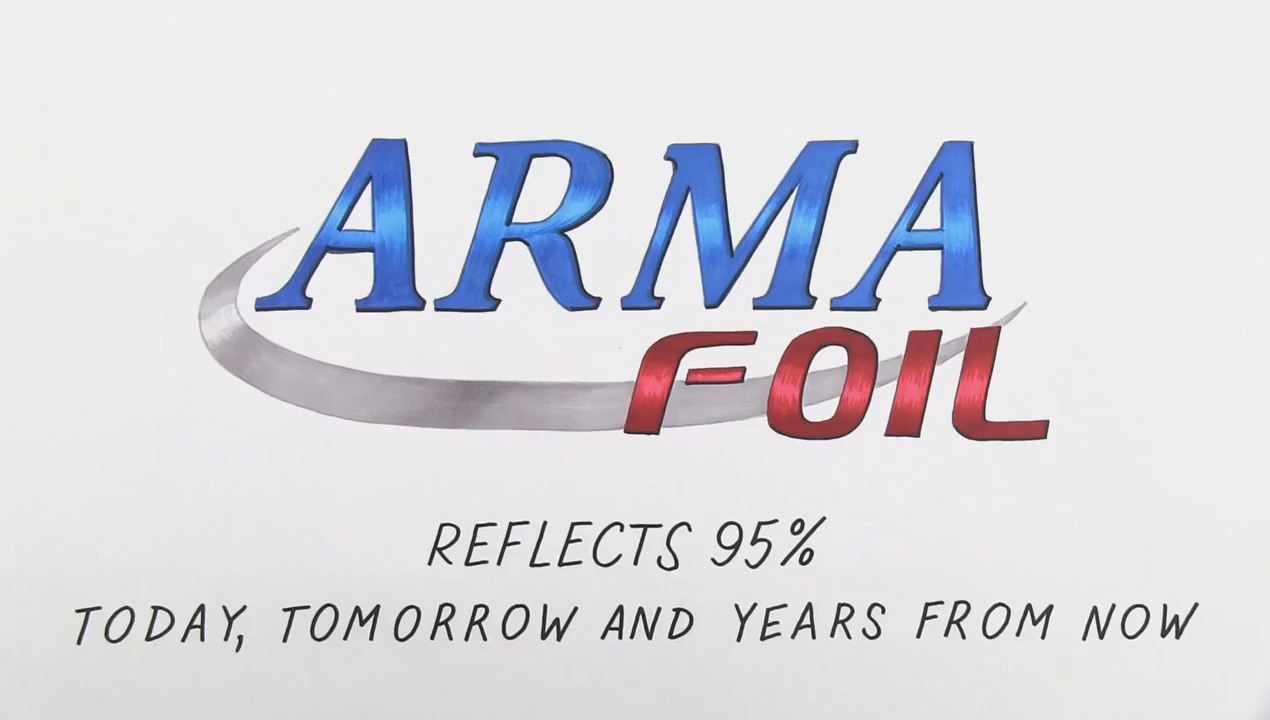 ARMA
FOIL
REFLECTS 95%
TODAY, TOMORROW AND YEARS FROM NOW